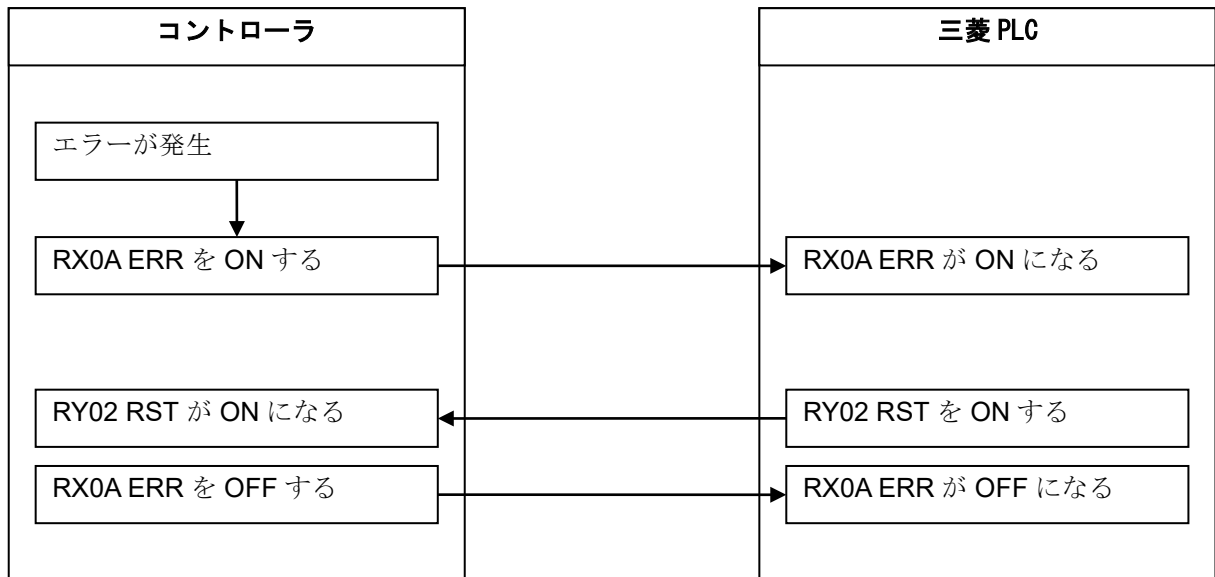 コントローラ
三菱 PLC
エラーが発生
RX0A ERR を ON する
RX0A ERR が ON になる
RY02 RST が ON になる
RY02 RST を ON する
RX0A ERR を OFF する
RX0A ERR が OFF になる